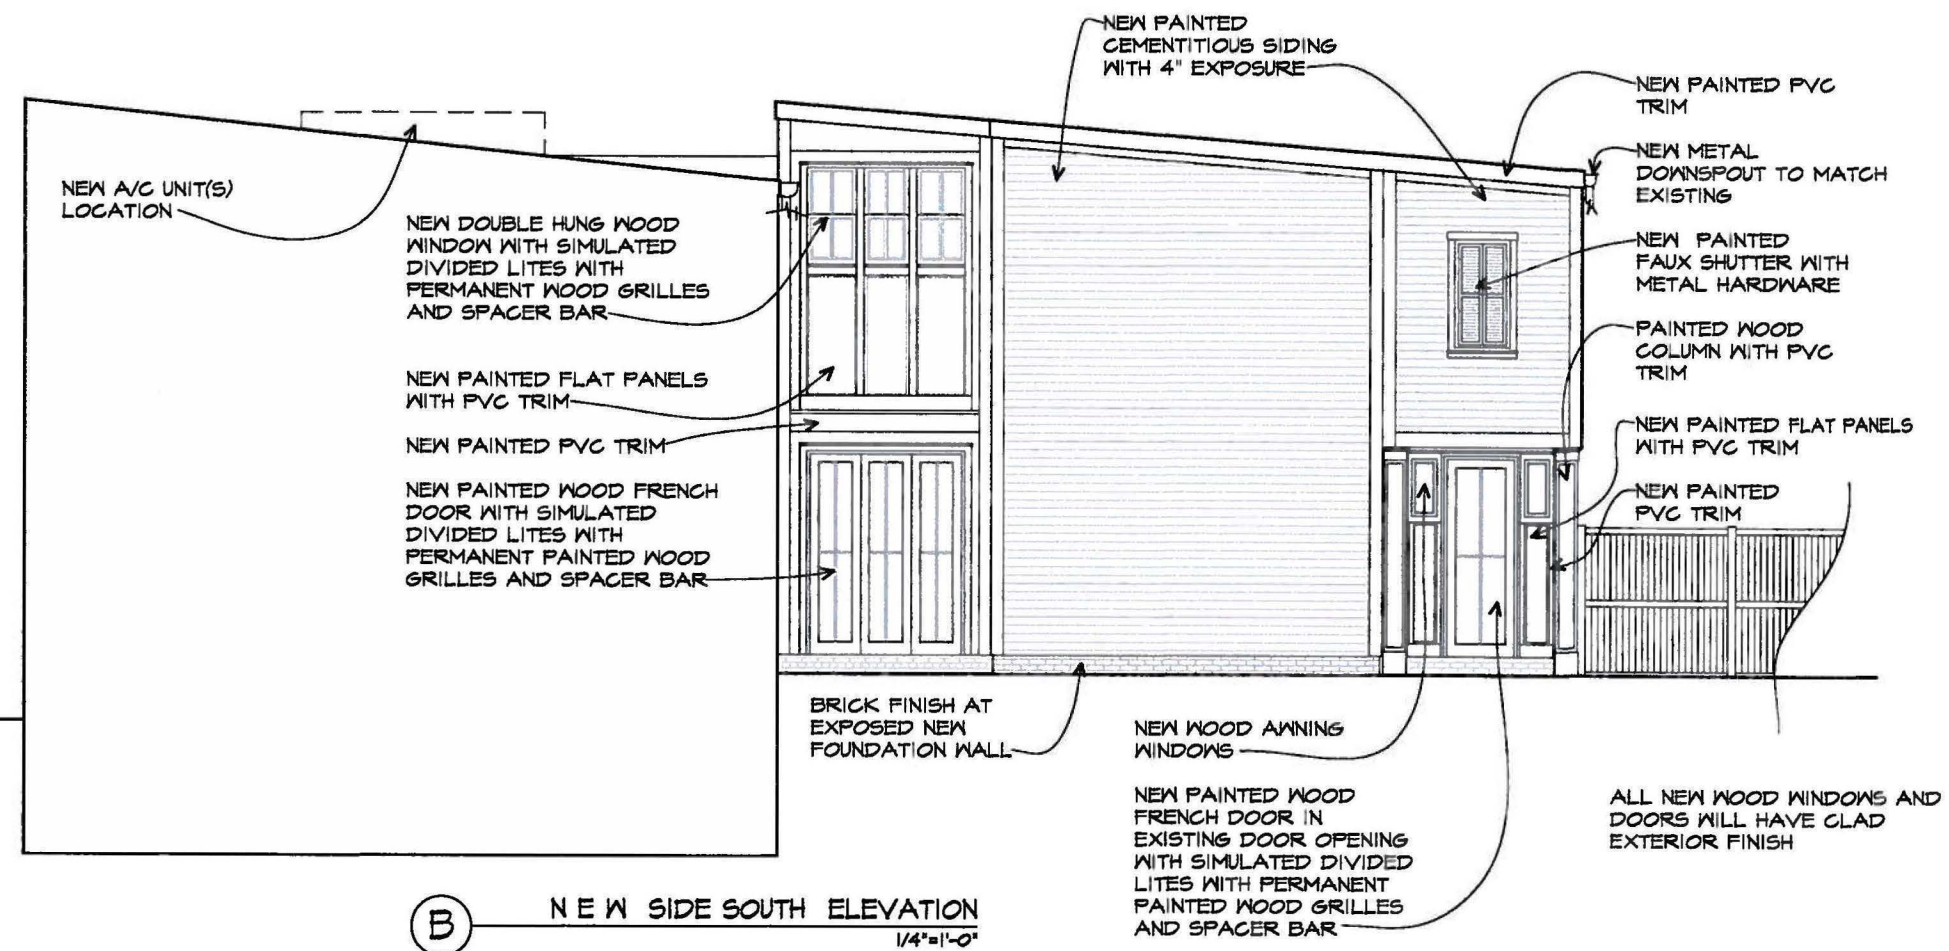 NEW PAINTED
CEMENTITIOUS SIDING
WITH 4" EXPOSURE
NEW PAINTED PVC
TRIM
NEW METAL
DOWNSPOUT TO MATCH
EXISTING
NEW A/C UNIT(S)
LOCATION
NEW DOUBLE HUNG WOOD
WINDOW WITH SIMULATED
DIVIDED LITES WITH
PERMANENT WOOD GRILLES
AND SPACER BAR
NEW PAINTED
FAUX SHUTTER WITH
METAL HARDWARE
PAINTED WOOD
COLUMN WITH PVC
TRIM
NEW PAINTED FLAT PANELS
WITH PVC TRIM
NEW PAINTED PVC TRIM
NEW PAINTED FLAT PANELS
WITH PVC TRIM
NEW PAINTED WOOD FRENCH
DOOR WITH SIMULATED
DIVIDED LITES WITH
PERMANENT PAINTED WOOD
GRILLES AND SPACER BAR
NEW PAINTED
PVC TRIM
BRICK FINISH AT
EXPOSED NEW
FOUNDATION WALL
NEW WOOD AWNING
WINDOWS
NEW PAINTED WOOD
FRENCH DOOR IN
EXISTING DOOR OPENING
WITH SIMULATED DIVIDED
LITES WITH PERMANENT
PAINTED WOOD GRILLES
AND SPACER BAR
ALL NEW WOOD WINDOWS AND
DOORS WILL HAVE CLAD
EXTERIOR FINISH
B
NEW SIDE SOUTH ELEVATION
1/4"=1'-0"